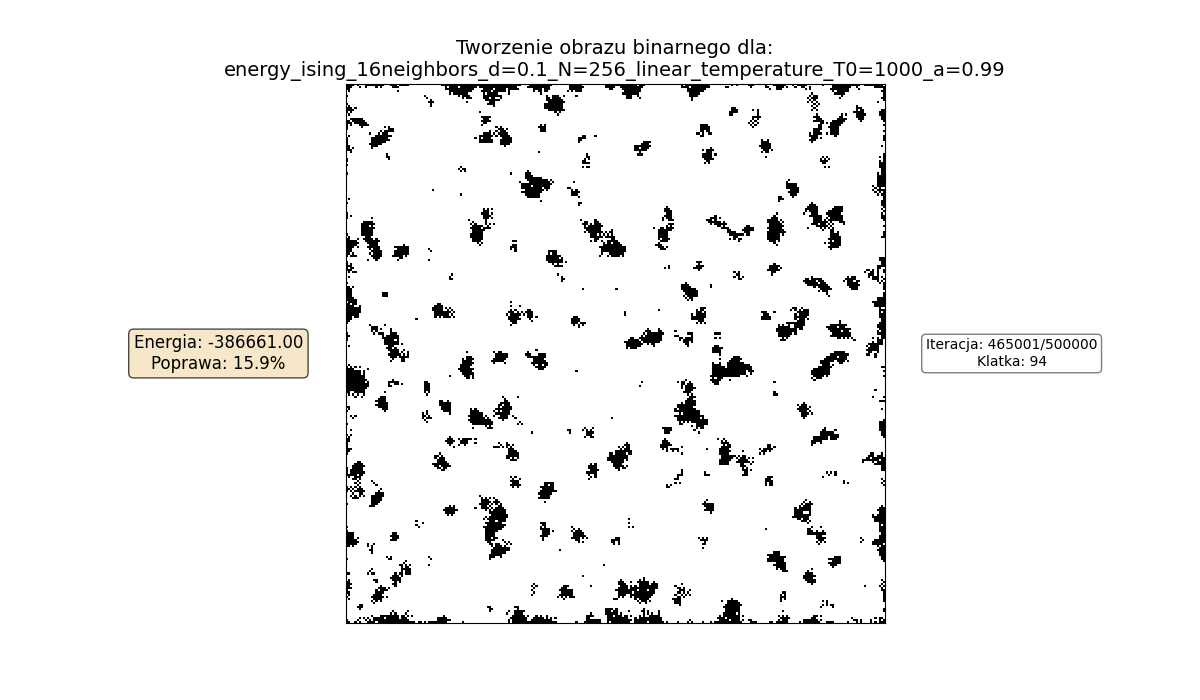 Tworzenie obrazu binarnego dla:
energy_ising_16neighbors_d=0.1_N=256_linear_temperature_T0=1000_a=0.99
Energia: -386661.00
Poprawa: 15.9%
Iteracja: 465001/500000
Klatka: 94